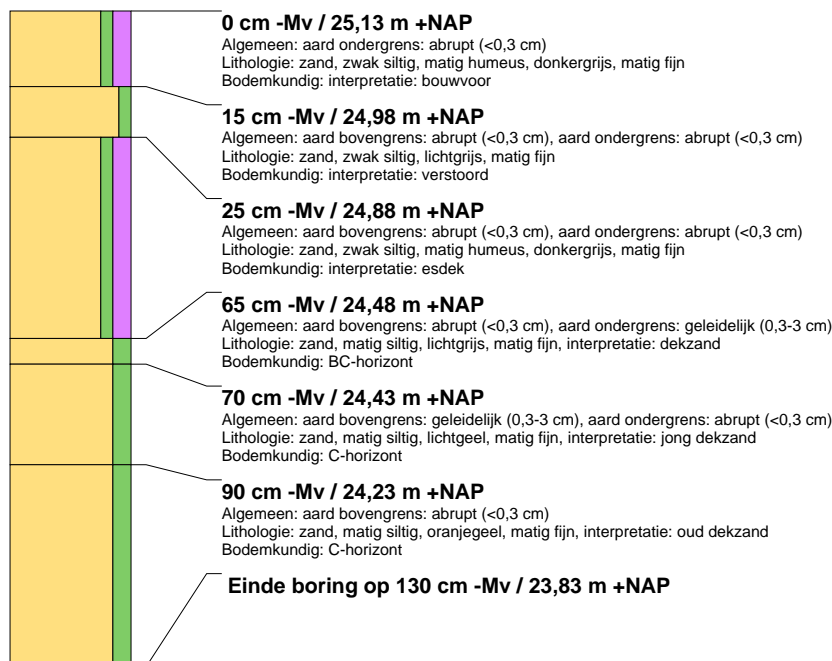 0 cm -Mv / 25,13 m +NAP
Algemeen: aard ondergrens: abrupt (<0,3 cm)
Lithologie: zand, zwak siltig, matig humeus, donkergrijs, matig fijn
Bodemkundig: interpretatie: bouwvoor
15 cm -Mv / 24,98 m +NAP
Algemeen: aard bovengrens: abrupt (<0,3 cm), aard ondergrens: abrupt (<0,3 cm)
Lithologie: zand, zwak siltig, lichtgrijs, matig fijn
Bodemkundig: interpretatie: verstoord
25 cm -Mv / 24,88 m +NAP
Algemeen: aard bovengrens: abrupt (<0,3 cm), aard ondergrens: abrupt (<0,3 cm)
Lithologie: zand, zwak siltig, matig humeus, donkergrijs, matig fijn
Bodemkundig: interpretatie: esdek
65 cm -Mv / 24,48 m +NAP
Algemeen: aard bovengrens: abrupt (<0,3 cm), aard ondergrens: geleidelijk (0,3-3 cm)
Lithologie: zand, matig siltig, lichtgrijs, matig fijn, interpretatie: dekzand
Bodemkundig: BC-horizont
70 cm -Mv / 24,43 m +NAP
Algemeen: aard bovengrens: geleidelijk (0,3-3 cm), aard ondergrens: abrupt (<0,3 cm)
Lithologie: zand, matig siltig, lichtgeel, matig fijn, interpretatie: jong dekzand
Bodemkundig: C-horizont
90 cm -Mv / 24,23 m +NAP
Algemeen: aard bovengrens: abrupt (<0,3 cm)
Lithologie: zand, matig siltig, oranjegeel, matig fijn, interpretatie: oud dekzand
Bodemkundig: C-horizont
Einde boring op 130 cm -Mv / 23,83 m +NAP